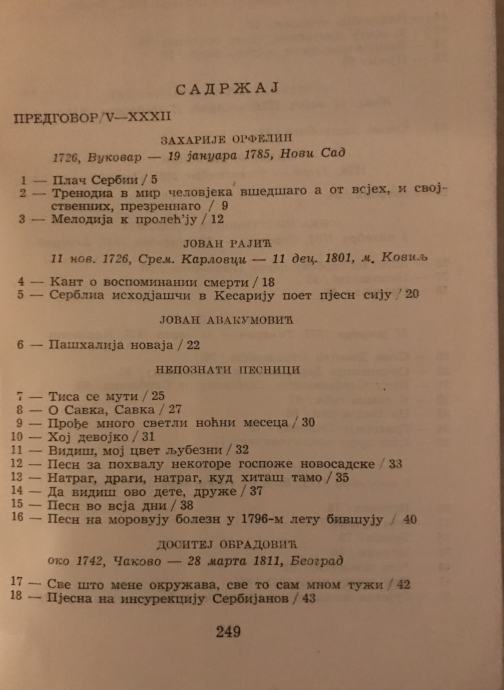 САДРЖАЈ
ПРЕДГОВОР/V—XXXII
ЗАХАРИЈЕ ОРФЕЛИН
1726, Вуковар — 19 јануара 1785, Нови Сад
1 — Плач Сербии / 5
2 — Тренодиа в мир человјека вшедшаго а от всјех, и свој-
ственних, презреннаго / 9
3 — Мелодија к пролећ'ју / 12
ЈОВАН РАЈИЋ
11 нов. 1726, Срем. Карловци — 11 дец. 1801, м. Ковиљ
4 — Кант о воспоминании смерти / 18
5 — Серблиа исходјашчи в Кесарију поет пјесн сију / 20
ЈОВАН АВАКУМОВИЋ
6 — Пашхалија новаја / 22
НЕПОЗНАТИ ПЕСНИЦИ
7 — Тиса се мути / 25
8 — О Савка, Савка / 27
9 — Прође много светли ноћни месеца / 30
10 — Хој девојко / 31
11 — Видиш, мој цвет љубезни / 32
12 — Песн за похвалу некоторе госпоже новосадске / 33
13 — Натраг, драги, натраг, куд хиташ тамо / 35
14 — Да видиш ово дете, друже / 37
15 — Песн во всја дни / 38
16 — Песн на моровују болезн у 1796-м лету бившују / 40
ДОСИТЕЈ ОБРАДОВИЋ
око 1742, Чаково — 28 марта 1811, Београд
17 — Све што мене окружава, све то сам мном тужи / 42
18 — Пјесна на инсурекцију Сербијанов / 43
249